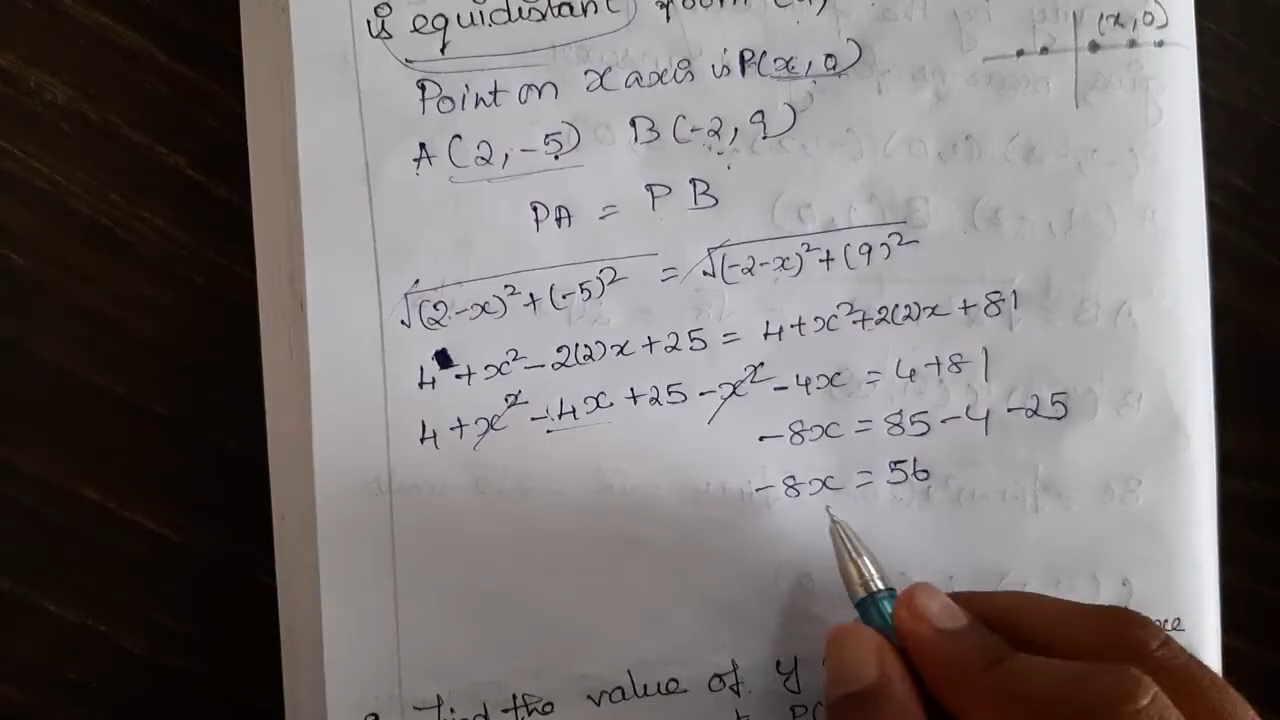 is equidistant from
(x, 0)
Point on x axis is P(x, 0)
A (2, -5) B (-2, 9)
PA = PB
√(2-x)² + (-5)² = √(-2-x)² + (9)²
4 + x² - 2(2)x + 25 = 4 + x² + 2(2)x + 81
4 + x² - 4x + 25 - x² - 4x = 4 + 81
-8x = 85 - 4 - 25
-8x = 56
find the value of y